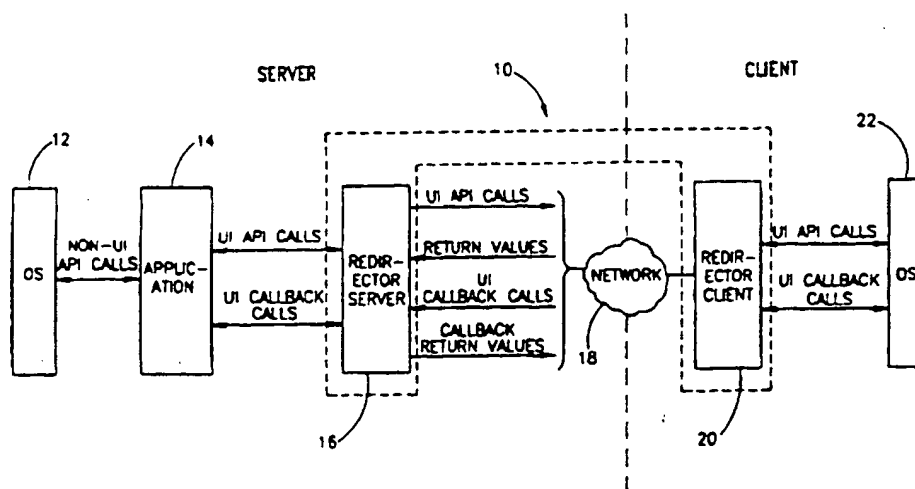 SERVER
10
CLIENT
12
14
22
OS
NON-UI
API CALLS
APPLIC-
ATION
UI API CALLS
UI CALLBACK
CALLS
REDIR-
ECTOR
SERVER
16
UI API CALLS
RETURN VALUES
UI
CALLBACK CALLS
CALLBACK
RETURN VALUES
NETWORK
18
REDIR-
ECTOR
CLIENT
20
UI API CALLS
UI CALLBACK
CALLS
OS